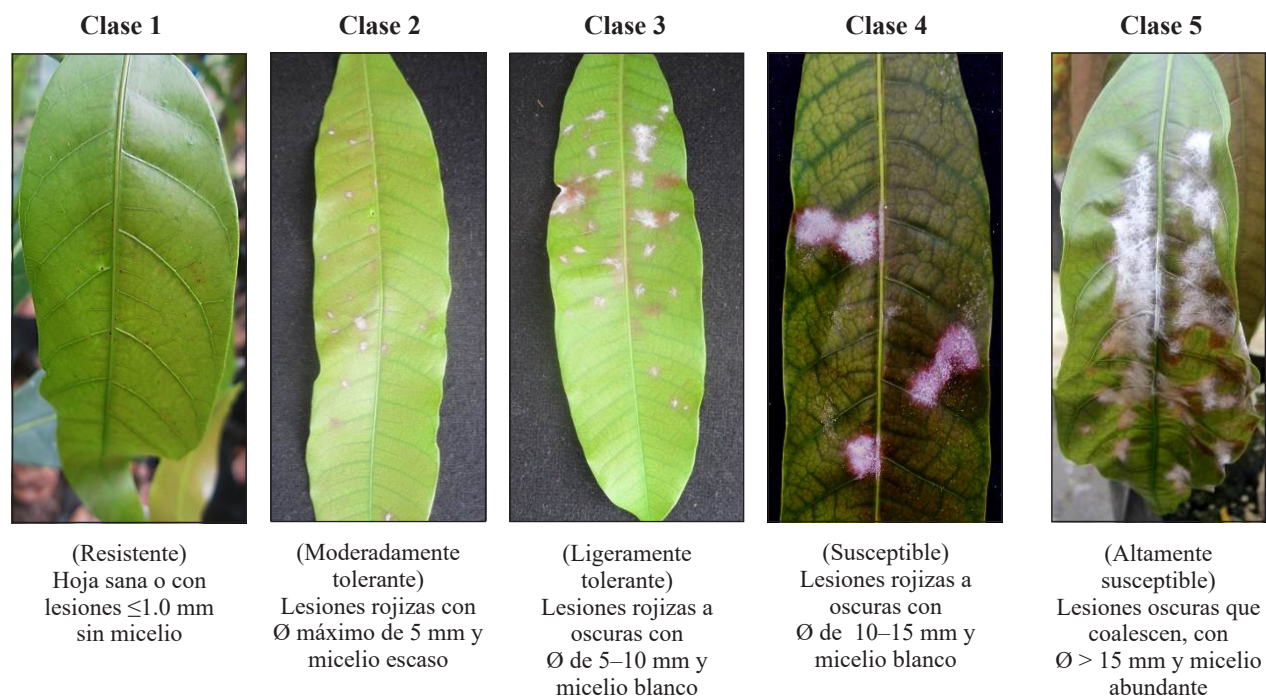 Clase 1
Clase 2
Clase 3
Clase 4
Clase 5
(Resistente)
Hoja sana o con
lesiones ≤1.0 mm
sin micelio
(Moderadamente
tolerante)
Lesiones rojizas con
Ø máximo de 5 mm y
micelio escaso
(Ligeramente
tolerante)
Lesiones rojizas a
oscuras con
Ø de 5–10 mm y
micelio blanco
(Susceptible)
Lesiones rojizas a
oscuras con
Ø de 10–15 mm y
micelio blanco
(Altamente
susceptible)
Lesiones oscuras que
coalescen, con
Ø > 15 mm y micelio
abundante